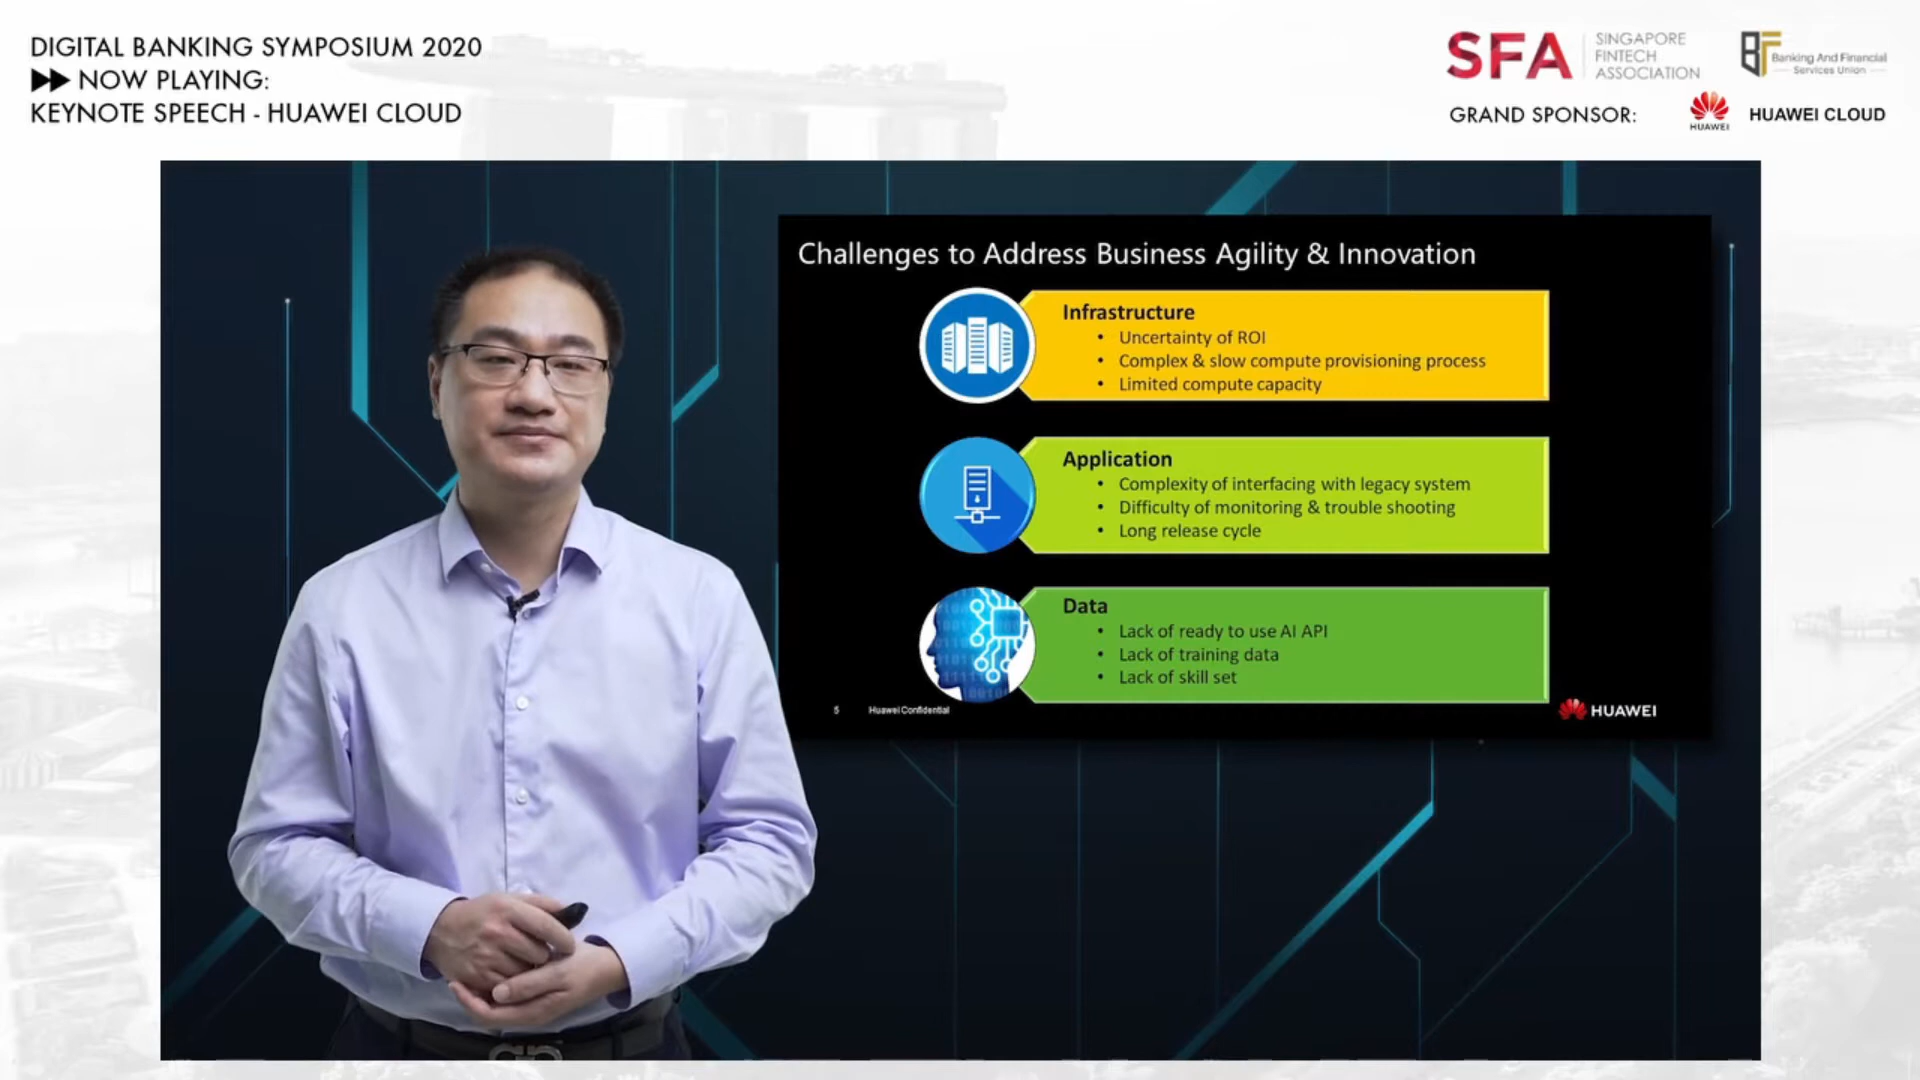 DIGITAL BANKING SYMPOSIUM 2020
NOW PLAYING:
KEYNOTE SPEECH - HUAWEI CLOUD
SFA
SINGAPORE
FINTECH
ASSOCIATION
BF
Banking And Financial
Services Union
GRAND SPONSOR:
HUAWEI
HUAWEI CLOUD
Challenges to Address Business Agility & Innovation
Infrastructure
• Uncertainty of ROI
• Complex & slow compute provisioning process
• Limited compute capacity
Application
• Complexity of interfacing with legacy system
• Difficulty of monitoring & trouble shooting
• Long release cycle
Data
• Lack of ready to use AI API
• Lack of training data
• Lack of skill set
5 Huawei Confidential
HUAWEI